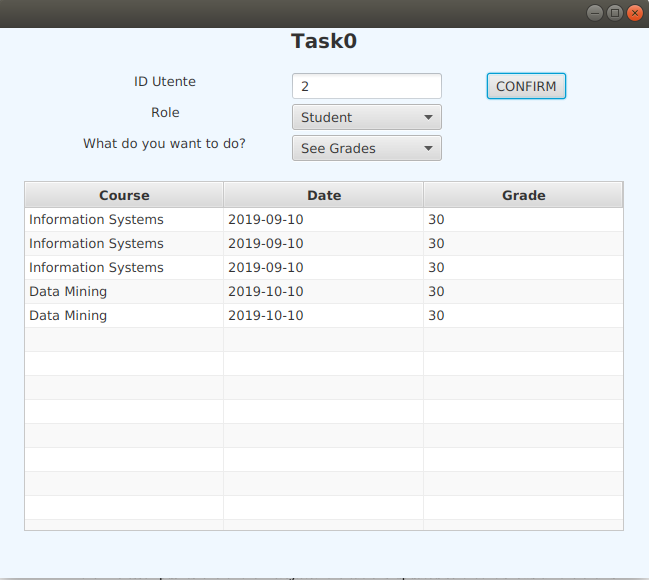 Task0
ID Utente 2 CONFIRM
Role Student
What do you want to do? See Grades
Course Date Grade
Information Systems 2019-09-10 30
Information Systems 2019-09-10 30
Information Systems 2019-09-10 30
Data Mining 2019-10-10 30
Data Mining 2019-10-10 30